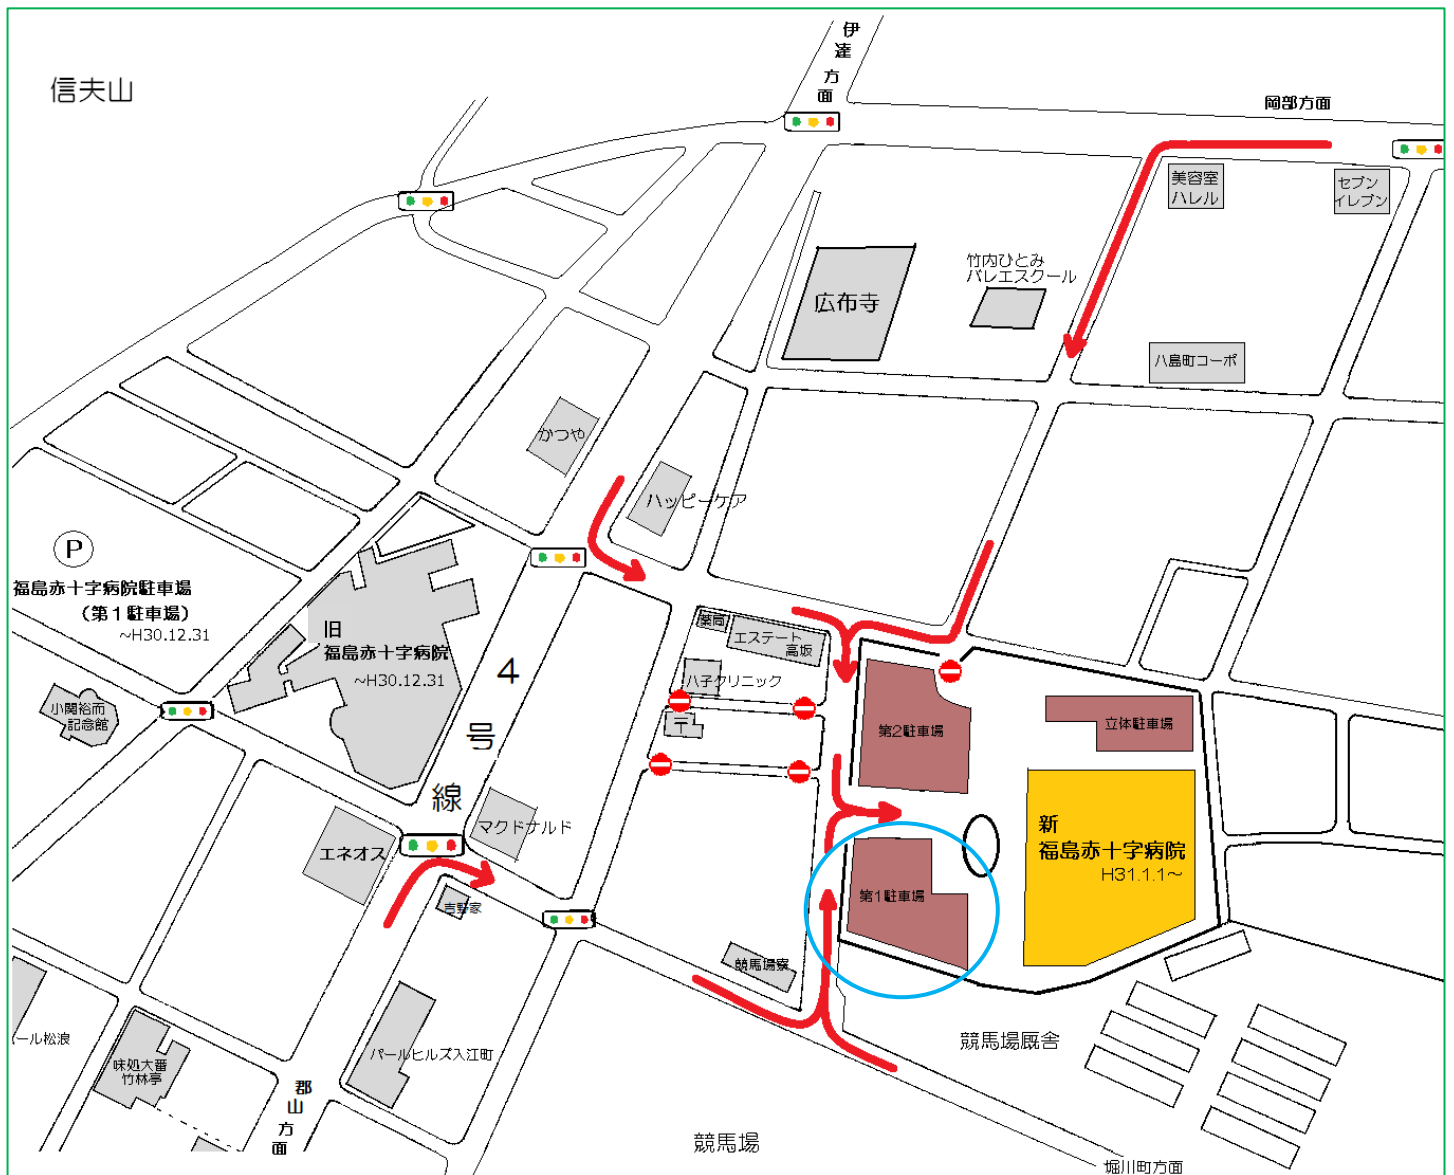 伊達方面
信夫山
岡部方面
美容室
ハレル
セブン
イレブン
竹内ひとみ
バレエスクール
広布寺
八島町コーポ
かつや
ハッピーケア
P
福島赤十字病院駐車場
(第1駐車場)
~H30.12.31
旧
福島赤十字病院
~H30.12.31
薬局
エステート
高坂
八子クリニック
〒
4号線
小関裕而
記念館
第2駐車場
立体駐車場
マクドナルド
エネオス
新
福島赤十字病院
H31.1.1~
第1駐車場
吉野家
競馬場寮
競馬場厩舎
ール松浪
味処大番
竹林亭
パールヒルズ入江町
郡山方面
競馬場
堀川町方面